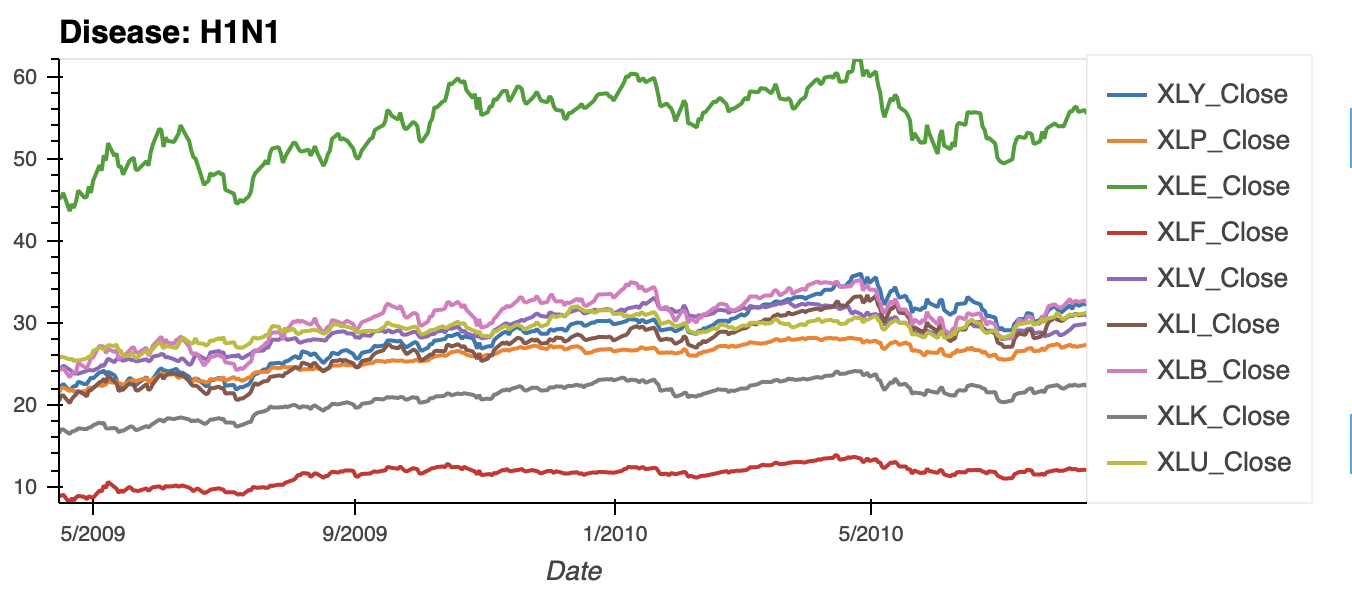 Disease: H1N1
60
50
40
30
20
10
5/2009 9/2009 1/2010 5/2010
Date
XLY_Close
XLP_Close
XLE_Close
XLF_Close
XLV_Close
XLI_Close
XLB_Close
XLK_Close
XLU_Close